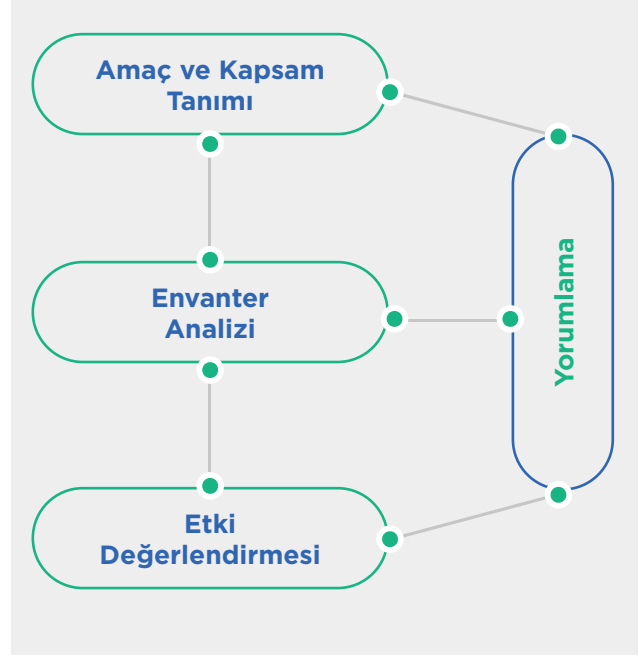 Amaç ve Kapsam
Tanımı
Envanter
Analizi
Yorumlama
Etki
Değerlendirmesi